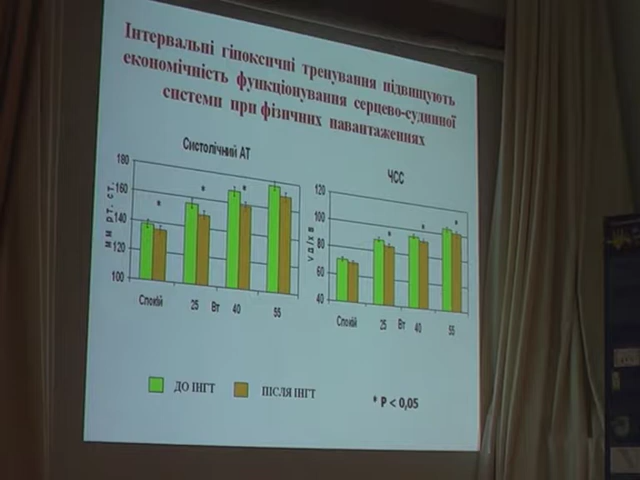 Інтервальні гіпоксичні тренування підвищують
економічність функціонування серцево-судинної
системи при фізичних навантаженнях
Систолічний АТ
180
160
140
120
100
мм рт. ст.
* * *
Спокій 25 Вт 40 55
ЧСС
120
100
80
60
40
уд/хв
* * *
Спокій 25 Вт 40 55
ДО ІНГТ ПІСЛЯ ІНГТ * P < 0,05